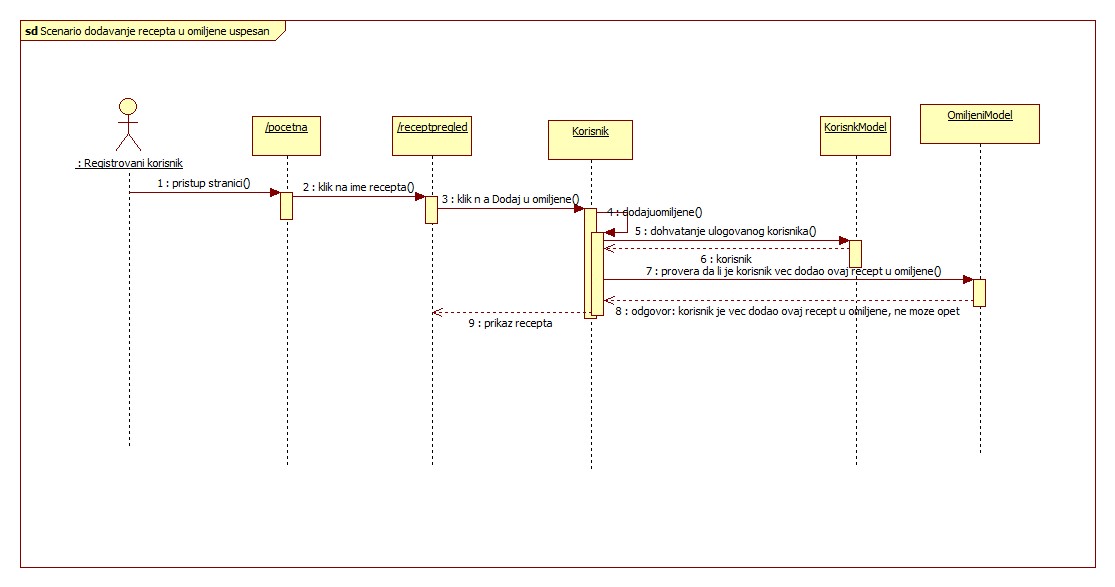 sd Scenario dodavanje recepta u omiljene uspesan
: Registrovani korisnik
/pocetna
/receptpregled
Korisnik
KorisnkModel
OmiljeniModel
1 : pristup stranici()
2 : klik na ime recepta()
3 : klik n a Dodaj u omiljene()
4 : dodajuomiljene()
5 : dohvatanje ulogovanog korisnika()
6 : korisnik
7 : provera da li je korisnik vec dodao ovaj recept u omiljene()
8 : odgovor: korisnik je vec dodao ovaj recept u omiljene, ne moze opet
9 : prikaz recepta